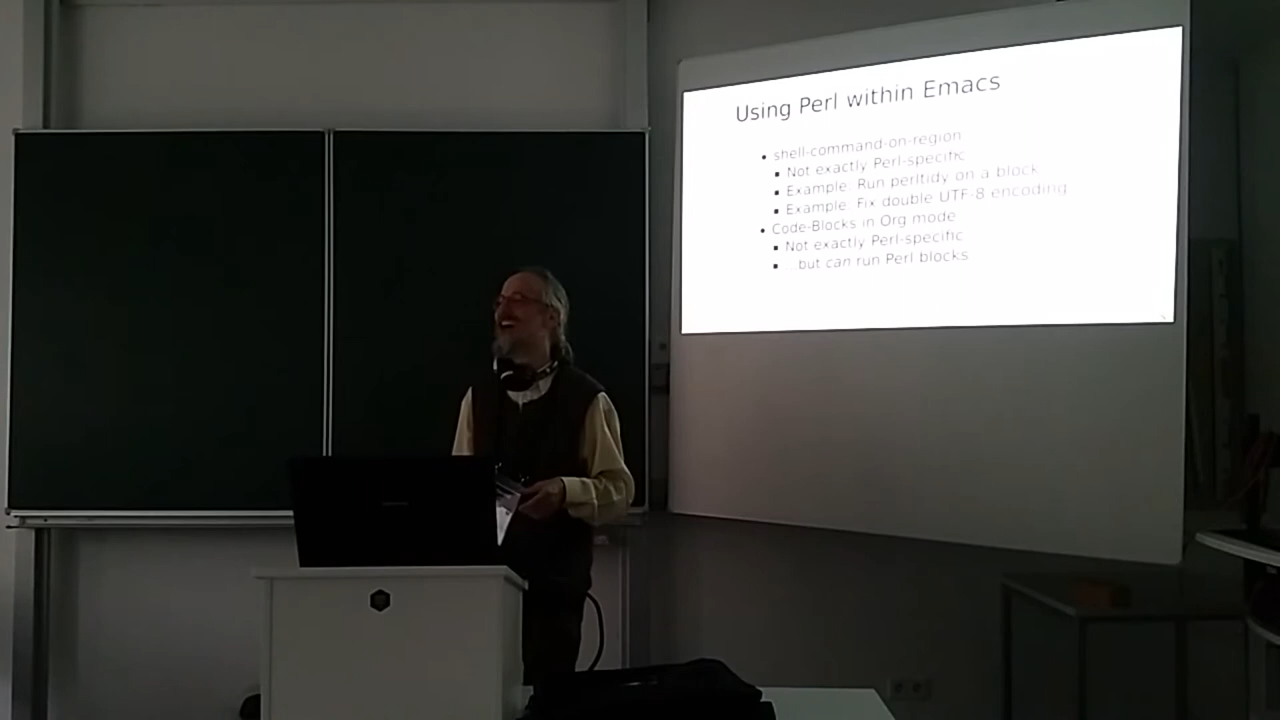 Using Perl within Emacs
shell-command-on-region
Not exactly Perl-specific
Example: Run perltidy on a block
Example: Fix double UTF-8 encoding
Code-Blocks in Org mode
Not exactly Perl-specific
...but can run Perl blocks